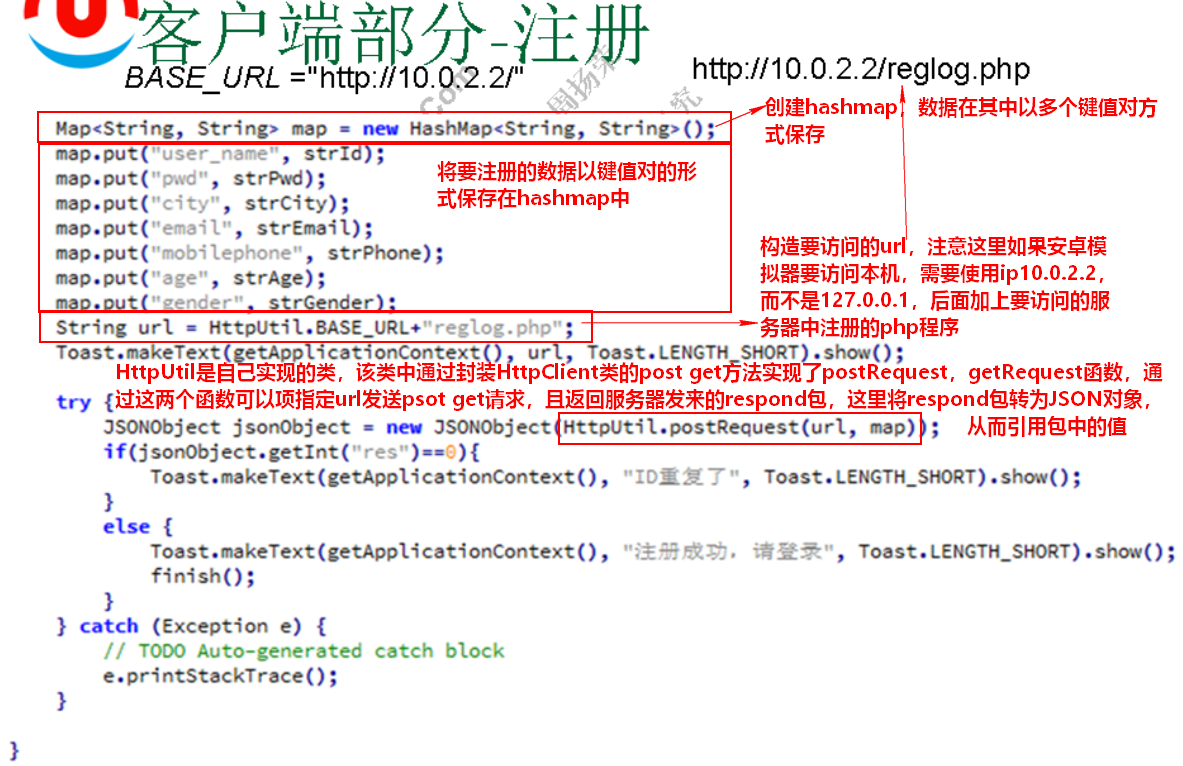 客户端部分-注册
BASE_URL ="http://10.0.2.2/"
http://10.0.2.2/reglog.php
创建hashmap，数据在其中以多个键值对方
式保存
Map<String, String> map = new HashMap<String, String>();
map.put("user_name", strId);
map.put("pwd", strPwd);
map.put("city", strCity);
map.put("email", strEmail);
map.put("mobilephone", strPhone);
map.put("age", strAge);
map.put("gender", strGender);
将要注册的数据以键值对的形
式保存在hashmap中
构造要访问的url，注意这里如果安卓模
拟器要访问本机，需要使用ip10.0.2.2，
而不是127.0.0.1，后面加上要访问的服
务器中注册的php程序
String url = HttpUtil.BASE_URL+"reglog.php";
Toast.makeText(getApplicationContext(), url, Toast.LENGTH_SHORT).show();
HttpUtil是自己实现的类，该类中通过封装HttpClient类的post get方法实现了postRequest，getRequest函数，通
过这两个函数可以项指定url发送psot get请求，且返回服务器发来的respond包，这里将respond包转为JSON对象，
从而引用包中的值
try {
JSONObject jsonObject = new JSONObject(HttpUtil.postRequest(url, map));
if(jsonObject.getInt("res")==0){
Toast.makeText(getApplicationContext(), "ID重复了", Toast.LENGTH_SHORT).show();
}
else {
Toast.makeText(getApplicationContext(), "注册成功，请登录", Toast.LENGTH_SHORT).show();
finish();
}
} catch (Exception e) {
// TODO Auto-generated catch block
e.printStackTrace();
}
}